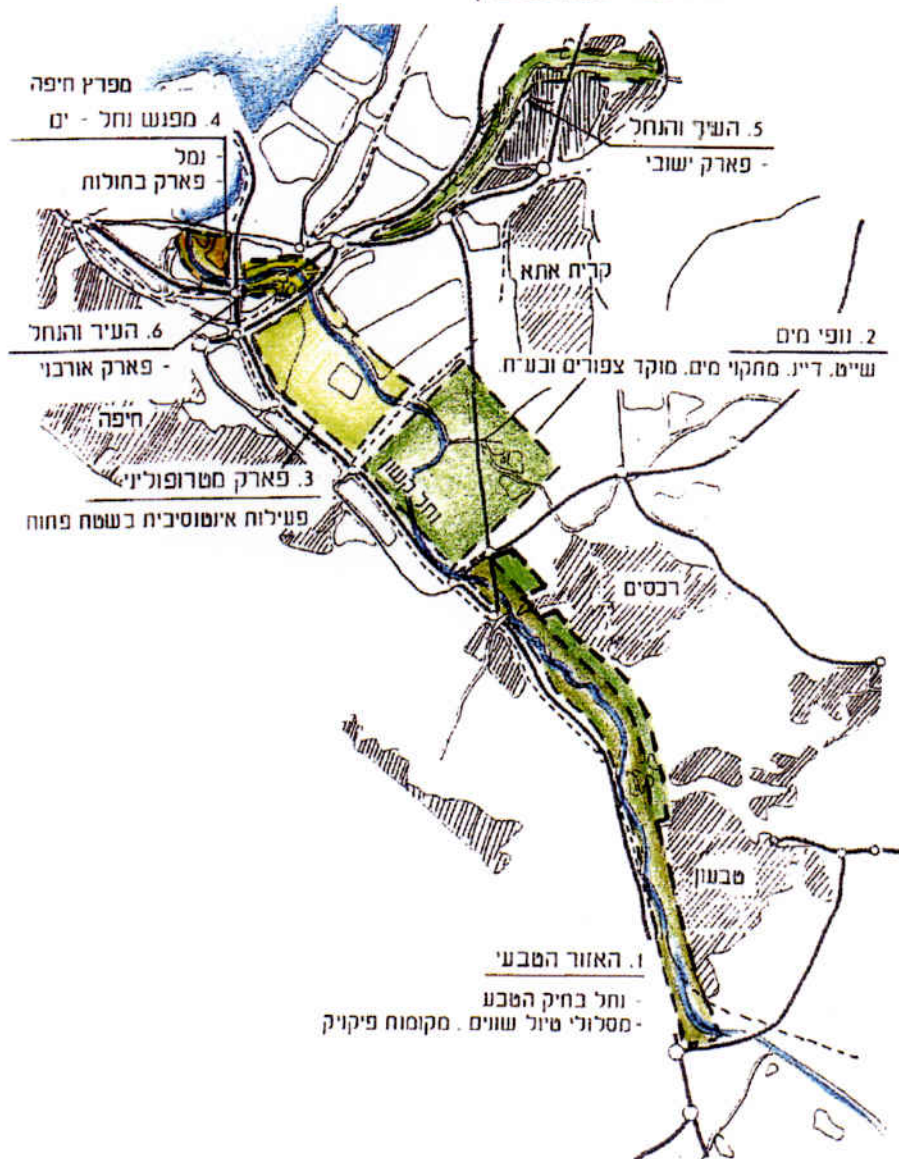 מפרץ חיפה
4. מפגש נחל - ים
- נמל
- פארק בחולות
5. העיר והנחל
- פארק ישובי
קרית אתא
6. העיר והנחל
- פארק אורבני
2. נופי מים
שייט. דייג. מתקני מים. מוקד צפורים ובע"ח.
חיפה
3. פארק מטרופוליני
פעילות אינטנסיבית בשטח פתוח
נחל קישון
רכסים
טבעון
1. האזור הטבעי
- נחל בחיק הטבע
- מסלולי טיול שונים . מקומות פיקניק